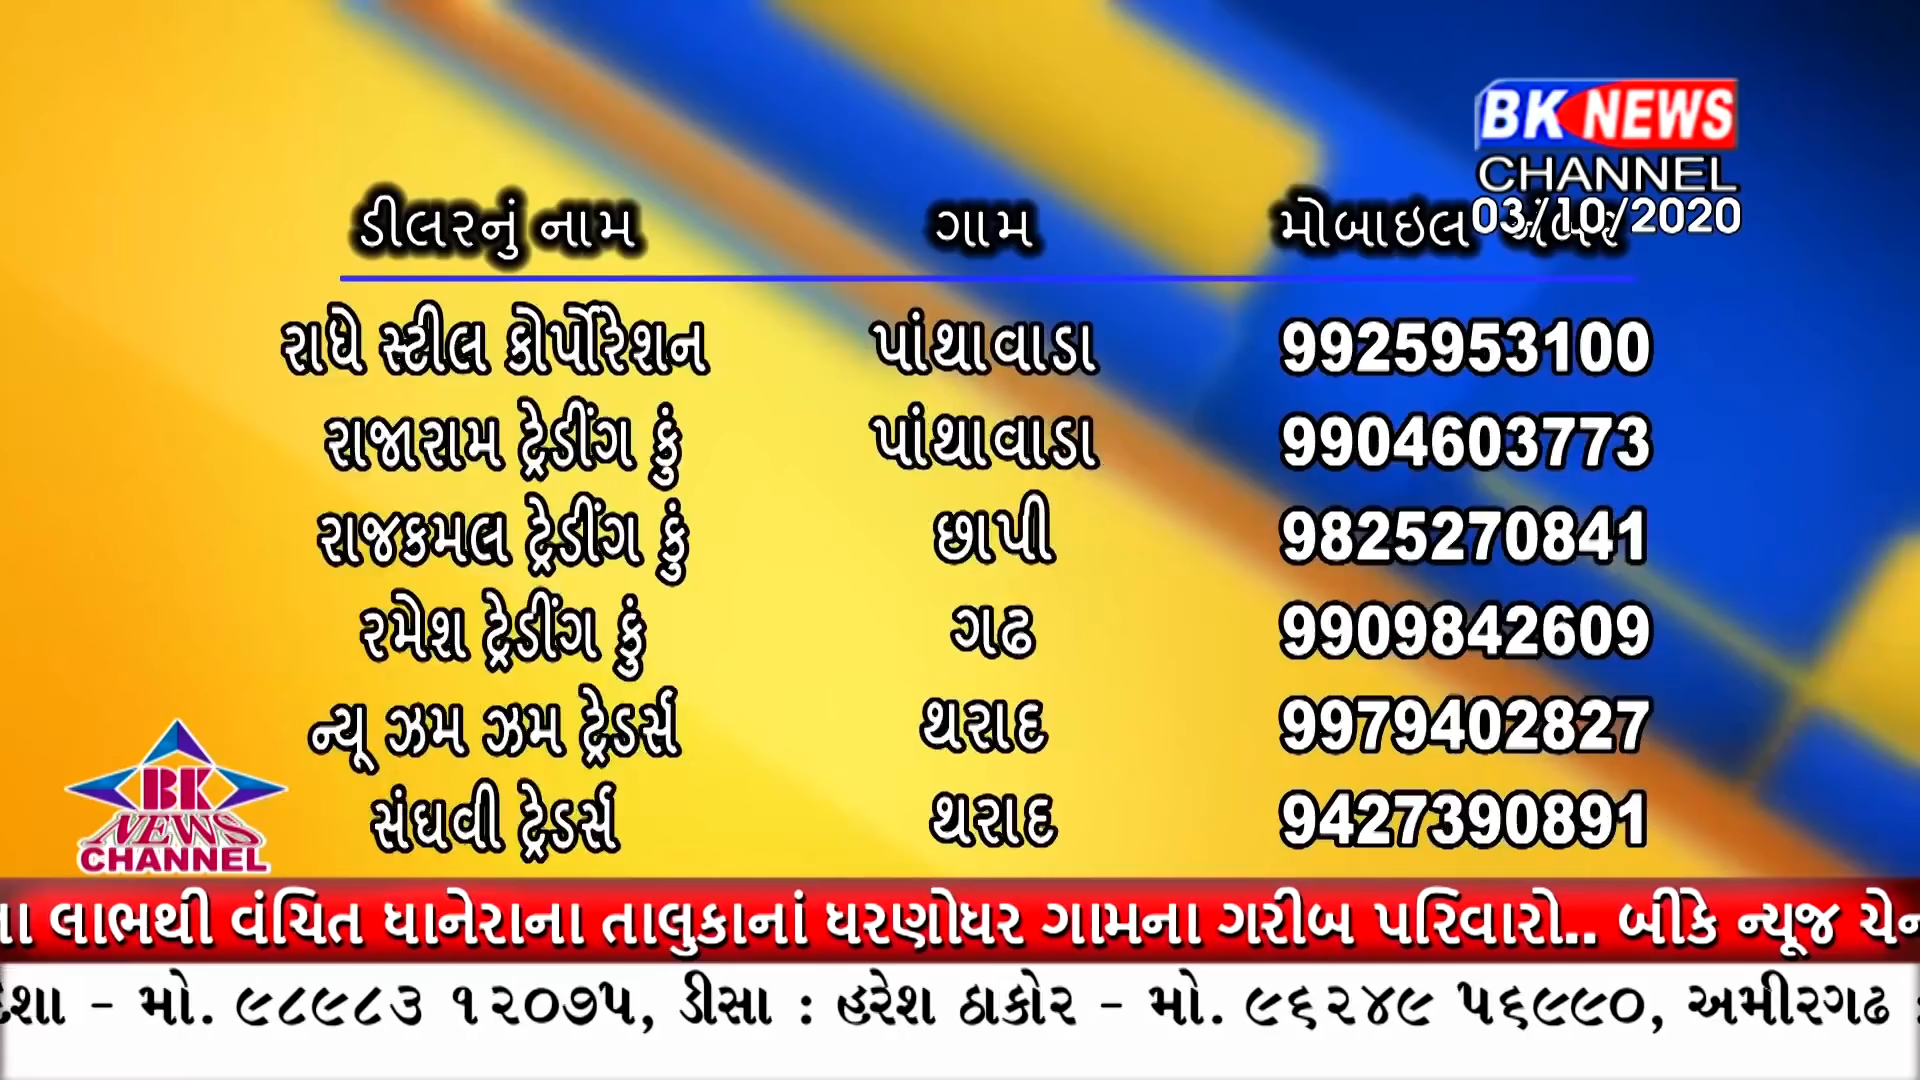 BK NEWS
CHANNEL
03/10/2020
ડીલરનું નામ ગામ મોબાઇલ
રાધે સ્ટીલ કોર્પોરેશન પાંથાવાડા 9925953100
રાજારામ ટ્રેડીંગ કું પાંથાવાડા 9904603773
રાજકમલ ટ્રેડીંગ કું છાપી 9825270841
રમેશ ટ્રેડીંગ કું ગઢ 9909842609
ન્યૂ ઝમ ઝમ ટ્રેડર્સ થરાદ 9979402827
સંઘવી ટ્રેડર્સ થરાદ 9427390891
BK
NEWS
CHANNEL
લાભથી વંચિત ધાનેરાના તાલુકાનાં ધરણોધર ગામના ગરીબ પરિવારો.. બીકે ન્યૂજ
- મો. ૯૮૯૮૩ ૧૨૦૭૫, ડીસા : હરેશ ઠાકોર - મો. ૯૬૨૪૯ ૫૬૯૯૦, અમીરગઢ